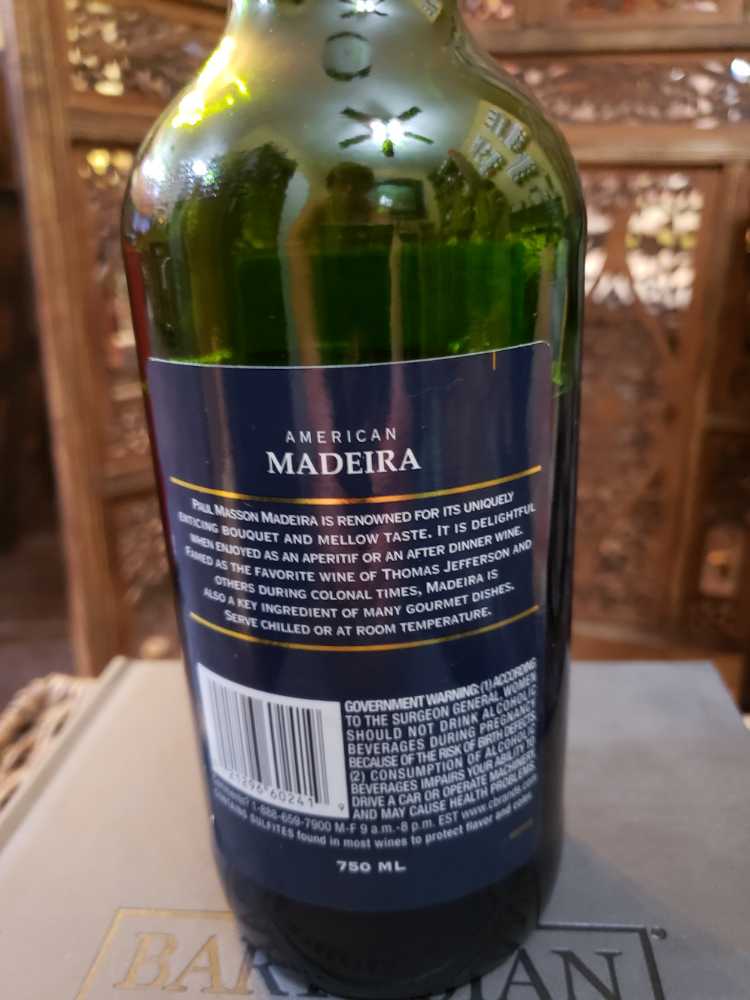 AMERICAN
MADEIRA
PAUL MASSON MADEIRA IS RENOWNED FOR ITS UNIQUELY
ENTICING BOUQUET AND MELLOW TASTE. IT IS DELIGHTFUL
WHEN ENJOYED AS AN APERITIF OR AN AFTER DINNER WINE.
FAMED AS THE FAVORITE WINE OF THOMAS JEFFERSON AND
OTHERS DURING COLONAL TIMES, MADEIRA IS
ALSO A KEY INGREDIENT OF MANY GOURMET DISHES.
SERVE CHILLED OR AT ROOM TEMPERATURE.
GOVERNMENT WARNING: (1) ACCORDING
TO THE SURGEON GENERAL, WOMEN
SHOULD NOT DRINK ALCOHOLIC
BEVERAGES DURING PREGNANCY
BECAUSE OF THE RISK OF BIRTH DEFECTS.
(2) CONSUMPTION OF ALCOHOLIC
BEVERAGES IMPAIRS YOUR ABILITY TO
DRIVE A CAR OR OPERATE MACHINERY,
AND MAY CAUSE HEALTH PROBLEMS.
21296 60241 9
Comments? 1-888-659-7900 M-F 9 a.m.-8 p.m. EST www.cbrands.com
CONTAINS SULFITES found in most wines to protect flavor and color.
750 ML